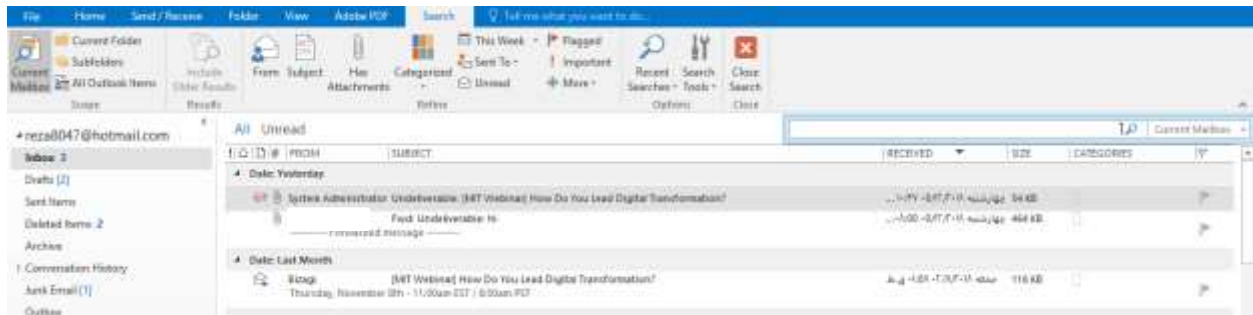 File Home Send / Receive Folder View Adobe PDF Search Tell me what you want to do...
Current Folder
Subfolders
All Outlook Items
Current Mailbox
Include Older Results
From Subject Has Attachments Categorized
This Week Flagged
Sent To Important
Unread More
Recent Searches Search Tools Close Search
Scope Results Refine Options Close
reza8047@hotmail.com
All Unread
Current Mailbox
Inbox 3
FROM SUBJECT RECEIVED SIZE CATEGORIES
Drafts [2]
Date: Yesterday
Sent Items
System Administrator Undeliverable: [MIT Webinar] How Do You Lead Digital Transformation? 54 KB
Deleted Items 2
Fwd: Undeliverable: Hi 464 KB
---------- Forwarded message ----------
Archive
Date: Last Month
Conversation History
Bizagi [MIT Webinar] How Do You Lead Digital Transformation? 116 KB
Junk Email [1]
Thursday, November 8th - 11:00am EST / 8:00am PST
Outbox